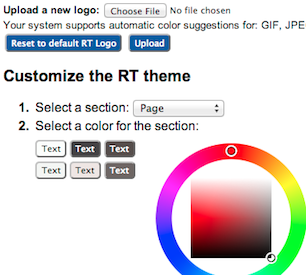 Upload a new logo: Choose File No file chosen
Your system supports automatic color suggestions for: GIF, JPE
Reset to default RT Logo Upload
Customize the RT theme
1. Select a section: Page
2. Select a color for the section:
Text Text Text
Text Text Text